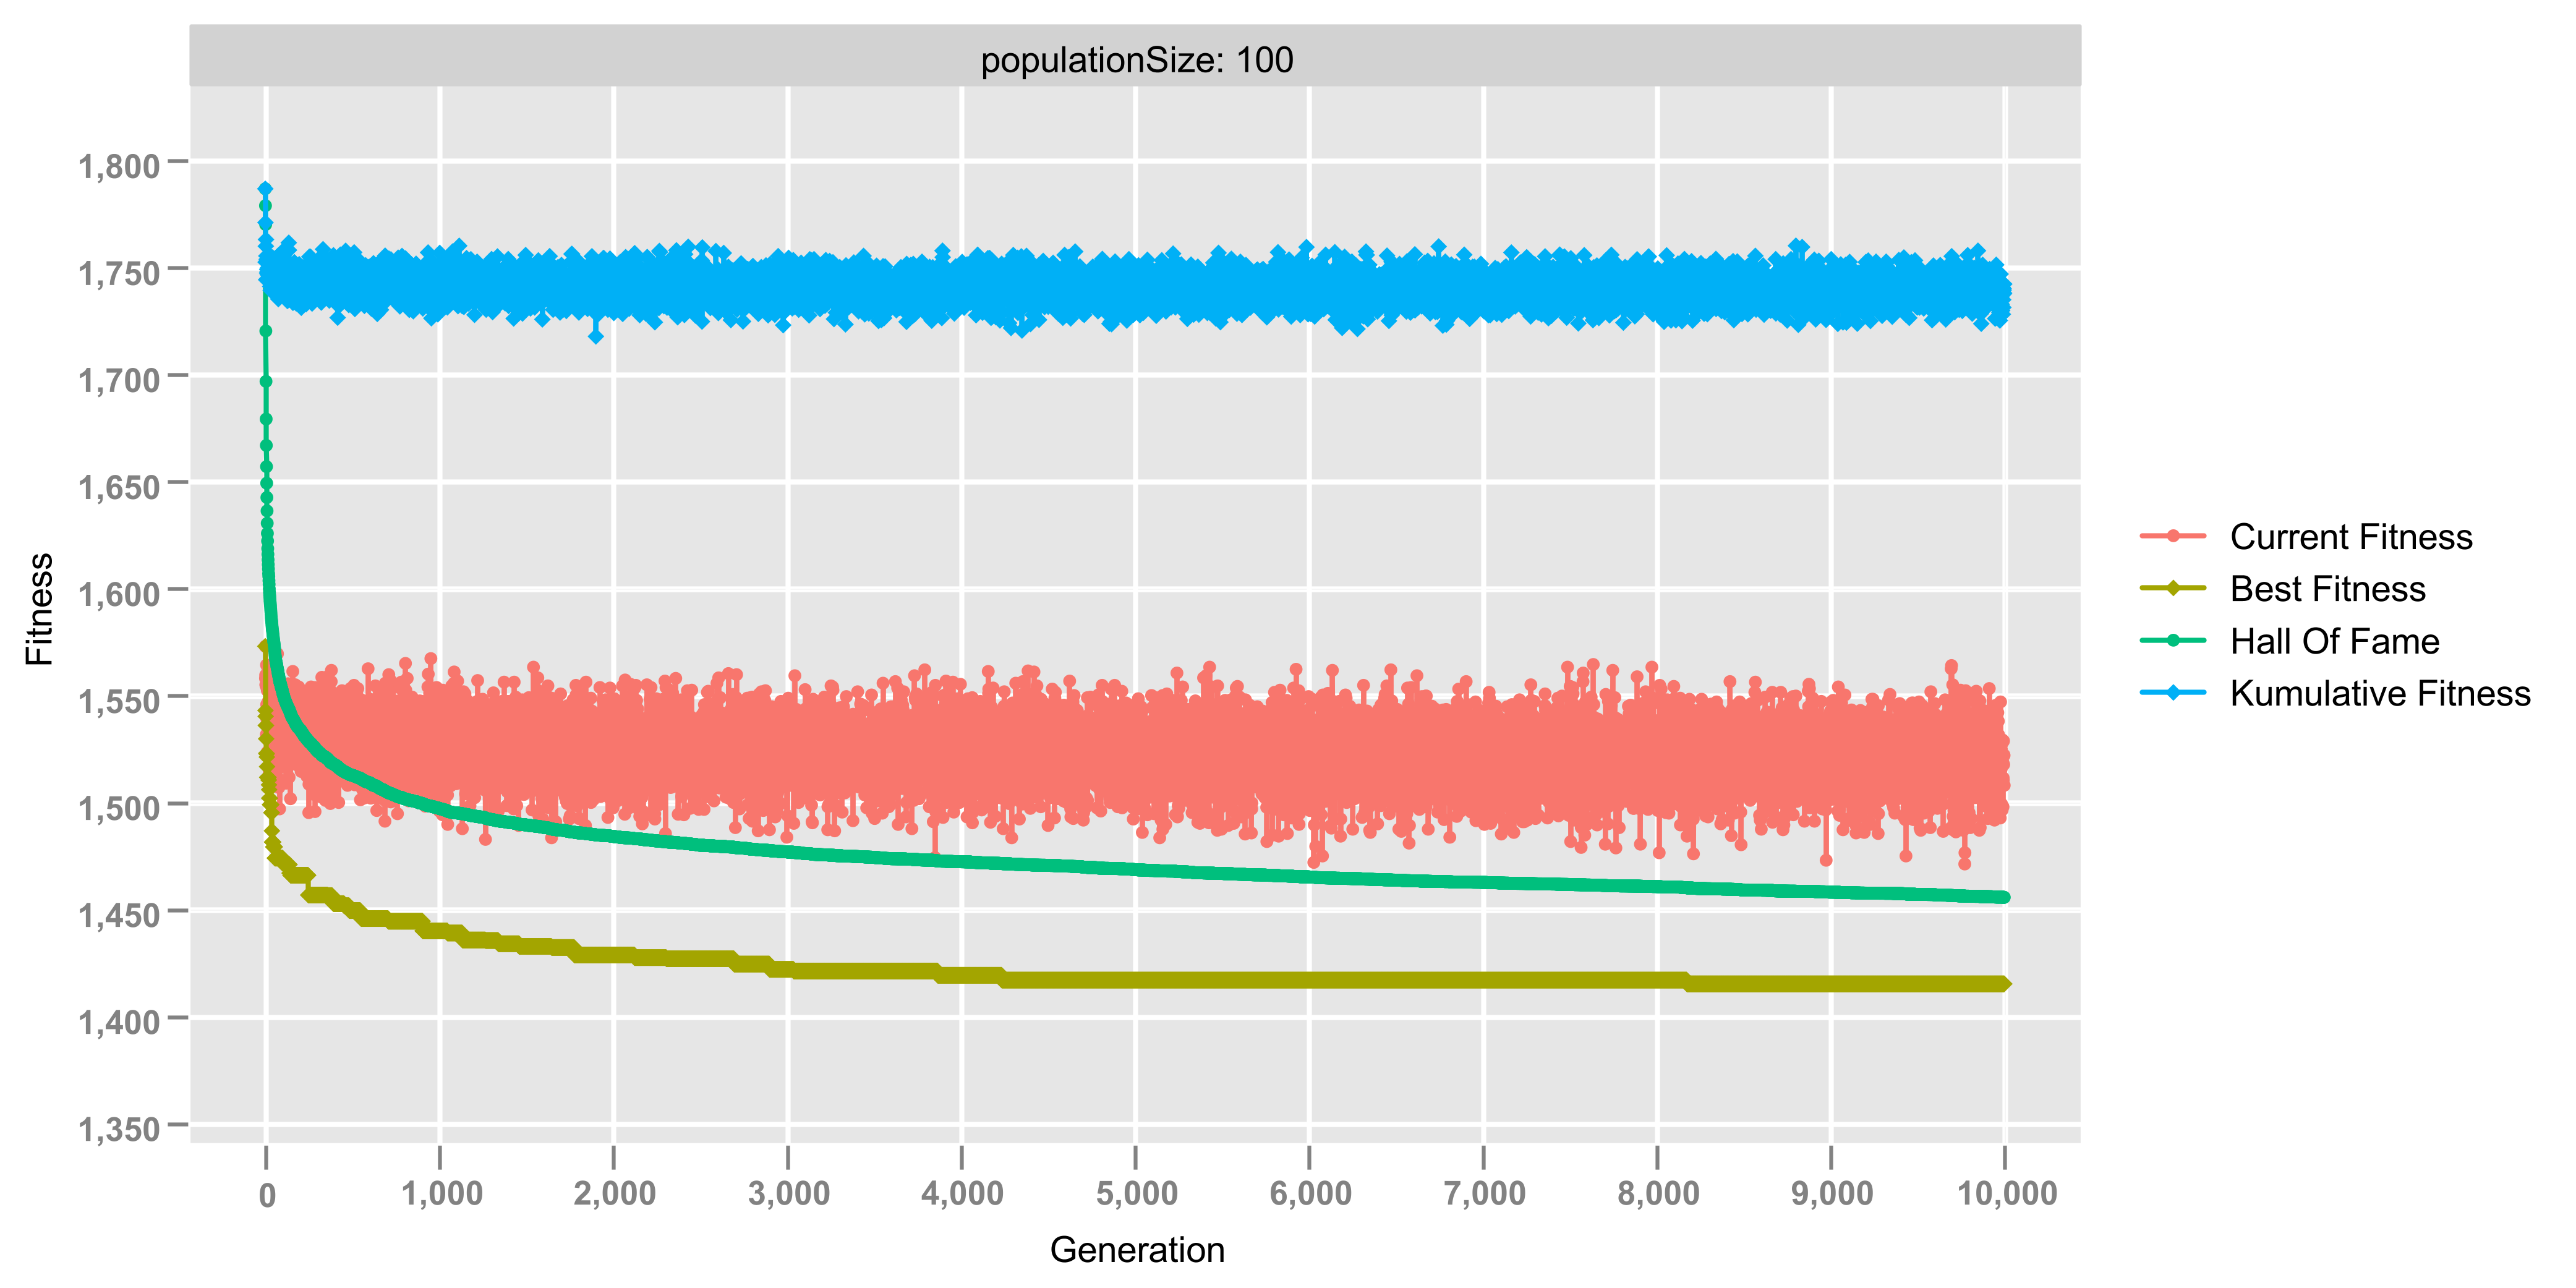 populationSize: 100
1,800
1,750
1,700
1,650
1,600
1,550
1,500
1,450
1,400
1,350
Fitness
0 1,000 2,000 3,000 4,000 5,000 6,000 7,000 8,000 9,000 10,000
Generation
Current Fitness
Best Fitness
Hall Of Fame
Kumulative Fitness